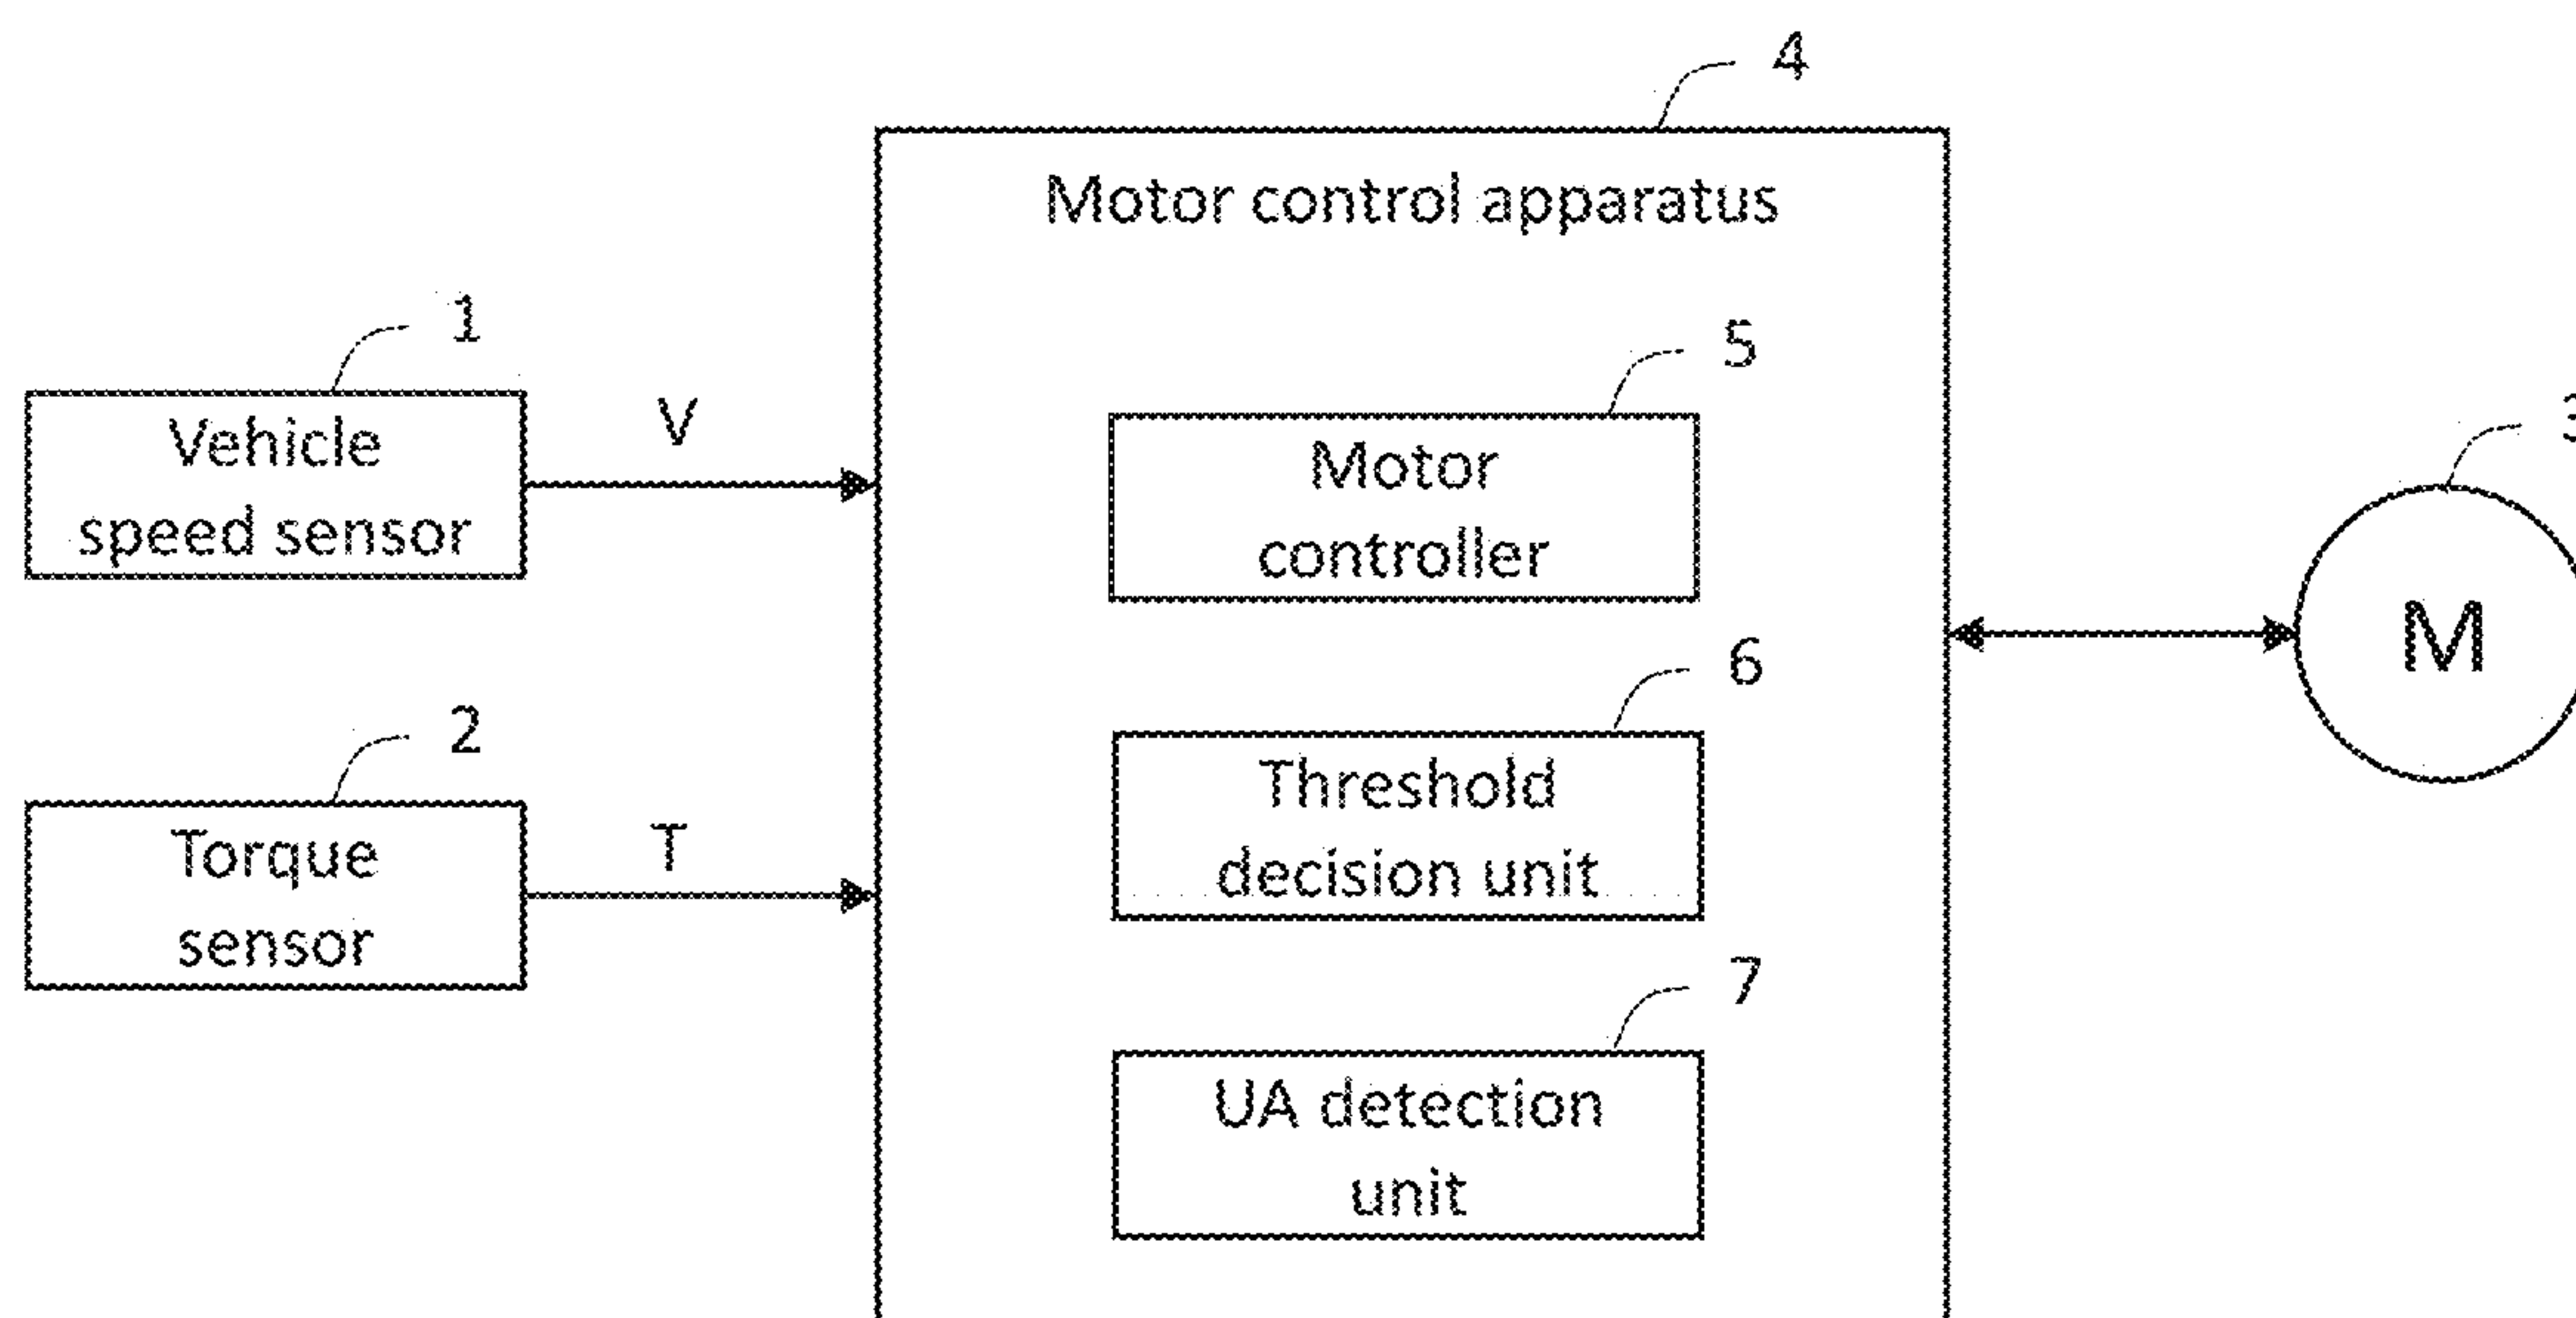 4
Motor control apparatus
1
Vehicle
speed sensor
V
5
Motor
controller
3
M
2
Torque
sensor
T
6
Threshold
decision unit
7
UA detection
unit